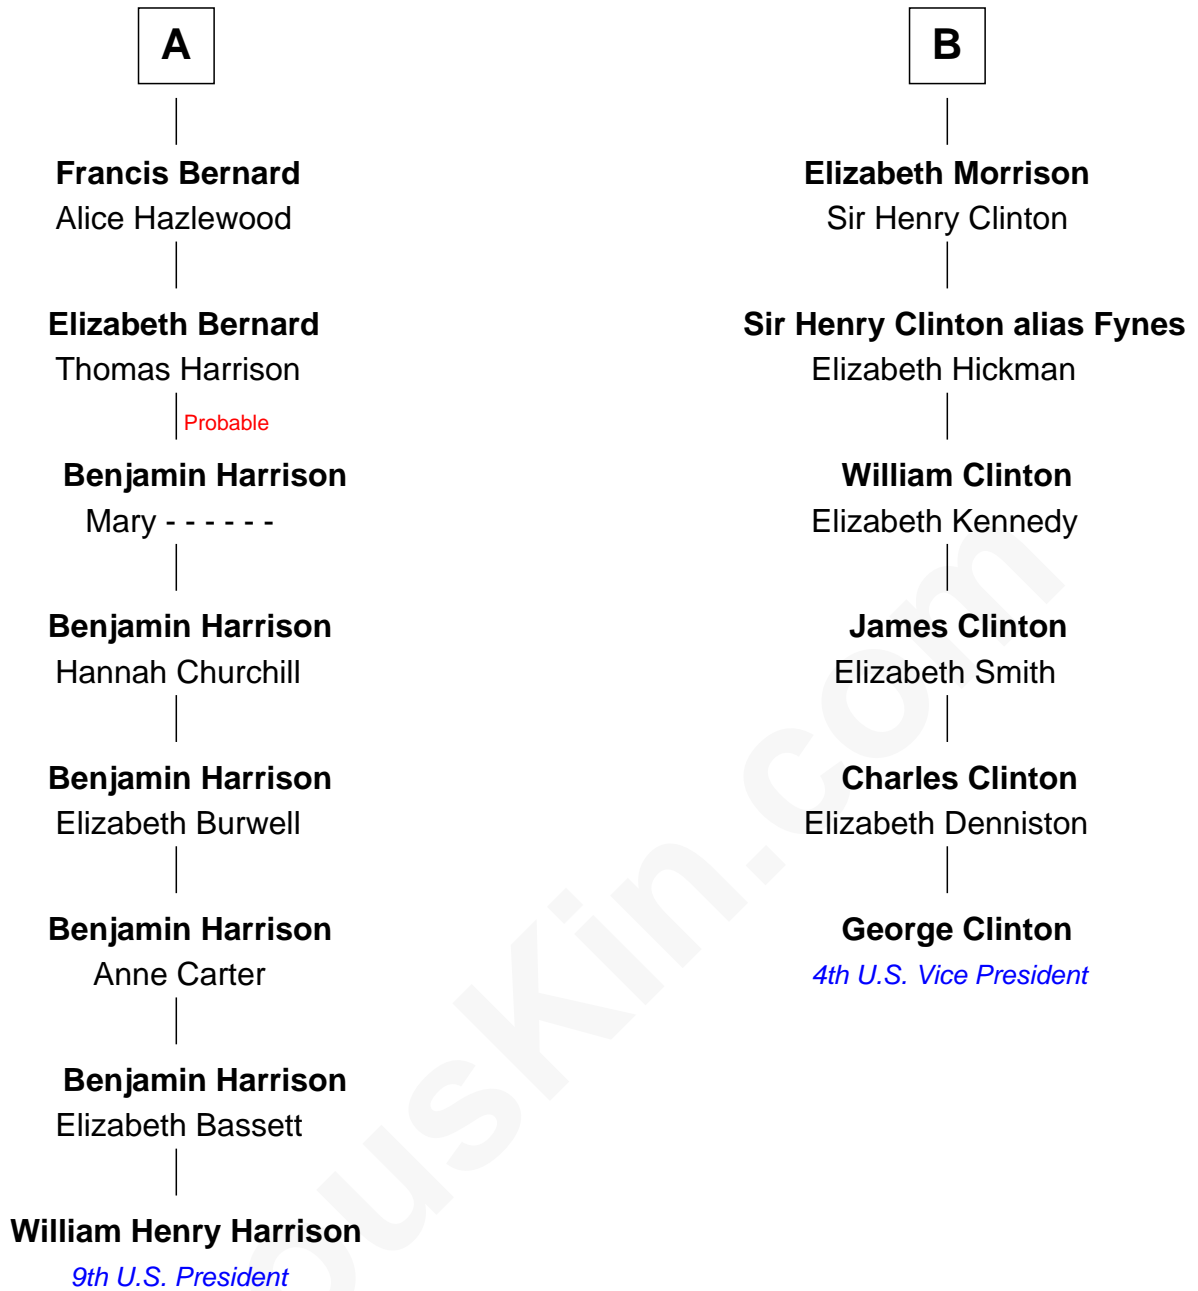 A
Francis Bernard
Alice Hazlewood
Elizabeth Bernard
Thomas Harrison
Probable
Benjamin Harrison
Mary - - - - - -
Benjamin Harrison
Hannah Churchill
Benjamin Harrison
Elizabeth Burwell
Benjamin Harrison
Anne Carter
Benjamin Harrison
Elizabeth Bassett
William Henry Harrison
9th U.S. President
B
Elizabeth Morrison
Sir Henry Clinton
Sir Henry Clinton alias Fynes
Elizabeth Hickman
William Clinton
Elizabeth Kennedy
James Clinton
Elizabeth Smith
Charles Clinton
Elizabeth Denniston
George Clinton
4th U.S. Vice President
ousKin.com